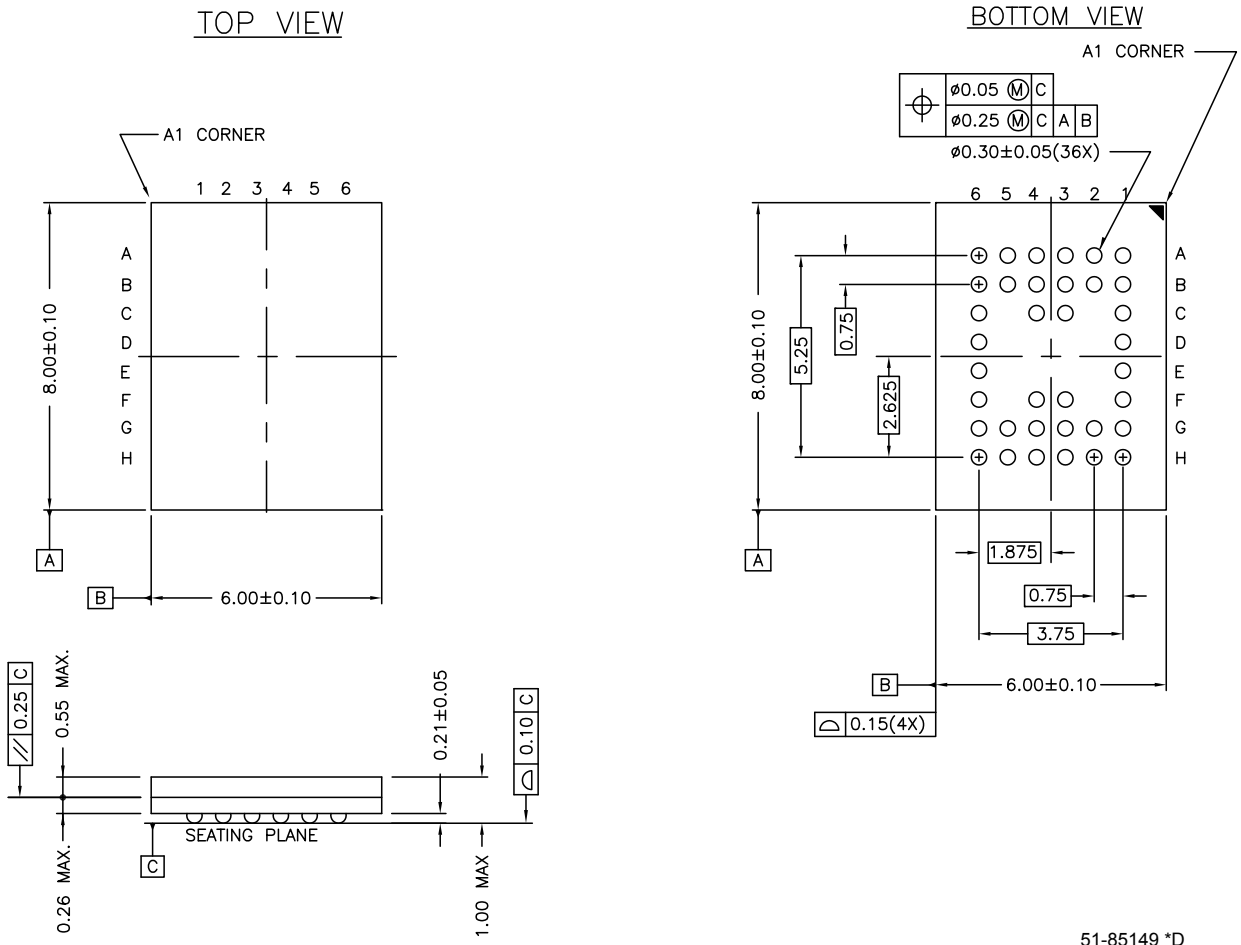 TOP VIEW
A1 CORNER
1 2 3 4 5 6
A
B
C
D
E
F
G
H
8.00±0.10
A
B
6.00±0.10
BOTTOM VIEW
A1 CORNER
⌖ ø0.05 Ⓜ C
ø0.25 Ⓜ C A B
ø0.30±0.05(36X)
6 5 4 3 2 1
A
B
C
D
E
F
G
H
8.00±0.10
5.25
0.75
2.625
A
1.875
0.75
3.75
B
6.00±0.10
0.15(4X)
// 0.25 C
0.55 MAX.
0.21±0.05
0.10 C
SEATING PLANE
C
0.26 MAX.
1.00 MAX
51-85149 *D